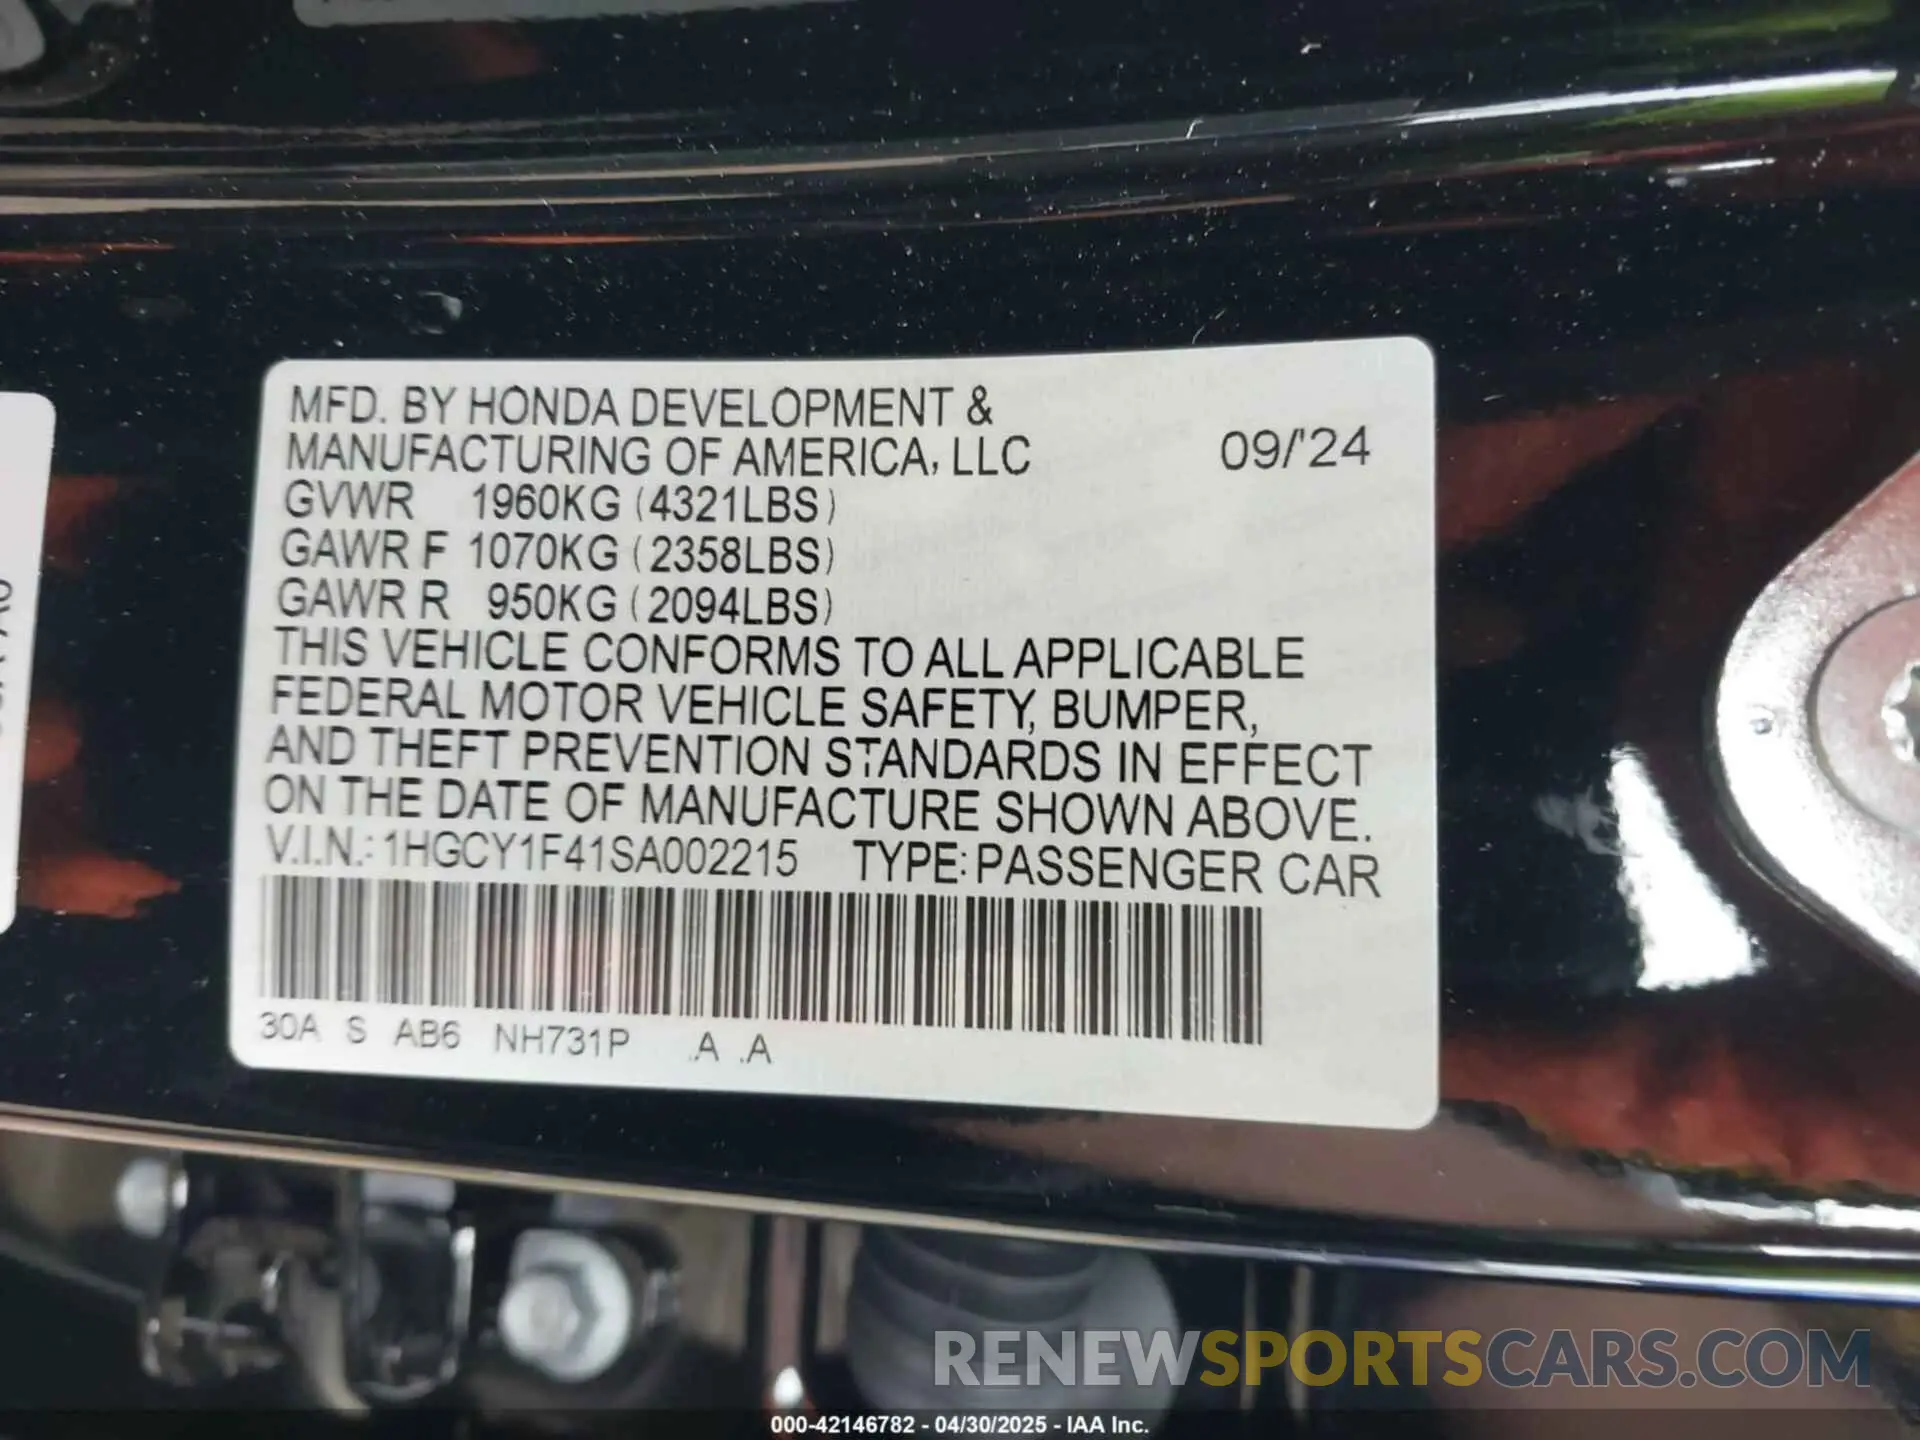 MFD. BY HONDA DEVELOPMENT &
MANUFACTURING OF AMERICA, LLC 09/'24
GVWR 1960KG (4321LBS)
GAWR F 1070KG (2358LBS)
GAWR R 950KG (2094LBS)
THIS VEHICLE CONFORMS TO ALL APPLICABLE
FEDERAL MOTOR VEHICLE SAFETY, BUMPER,
AND THEFT PREVENTION STANDARDS IN EFFECT
ON THE DATE OF MANUFACTURE SHOWN ABOVE.
V.I.N.: 1HGCY1F41SA002215 TYPE: PASSENGER CAR
30A S AB6 NH731P .A .A
RENEWSPORTSCARS.COM
000-42146782 - 04/30/2025 - IAA Inc.